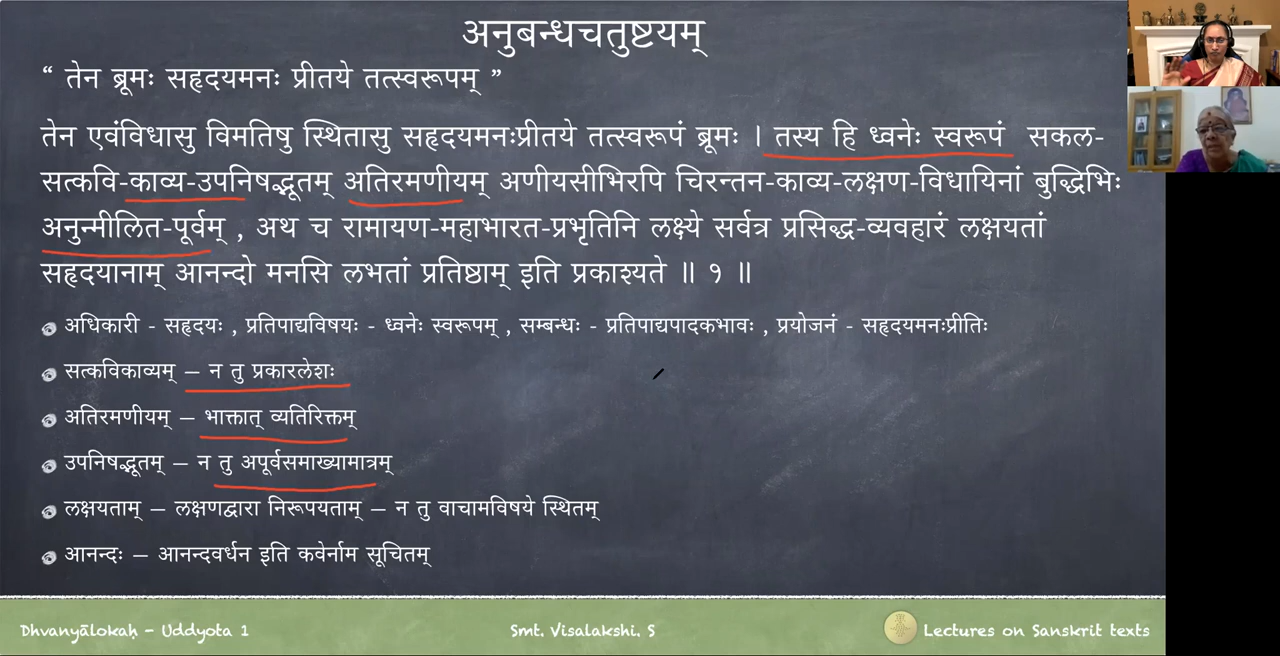 अनुबन्धचतुष्टयम्
“ तेन ब्रूमः सहृदयमनः प्रीतये तत्स्वरूपम् ”
तेन एवंविधासु विमतिषु स्थितासु सहृदयमनःप्रीतये तत्स्वरूपं ब्रूमः । तस्य हि ध्वनेः स्वरूपं सकल-
सत्कवि-काव्य-उपनिषद्भूतम् अतिरमणीयम् अणीयसीभिरपि चिरन्तन-काव्य-लक्षण-विधायिनां बुद्धिभिः
अनुन्मीलित-पूर्वम् , अथ च रामायण-महाभारत-प्रभृतिनि लक्ष्ये सर्वत्र प्रसिद्ध-व्यवहारं लक्षयतां
सहृदयानाम् आनन्दो मनसि लभतां प्रतिष्ठाम् इति प्रकाश्यते ॥ १ ॥
अधिकारी - सहृदयः , प्रतिपाद्यविषयः - ध्वनेः स्वरूपम् , सम्बन्धः - प्रतिपाद्यपादकभावः , प्रयोजनं - सहृदयमनःप्रीतिः
सत्कविकाव्यम् – न तु प्रकारलेशः
अतिरमणीयम् – भाक्तात् व्यतिरिक्तम्
उपनिषद्भूतम् – न तु अपूर्वसमाख्यामात्रम्
लक्षयताम् – लक्षणद्वारा निरूपयताम् – न तु वाचामविषये स्थितम्
आनन्दः – आनन्दवर्धन इति कवेर्नाम सूचितम्
Dhvanyālokaḥ - Uddyota 1
Smt. Visalakshi. S
Lectures on Sanskrit texts